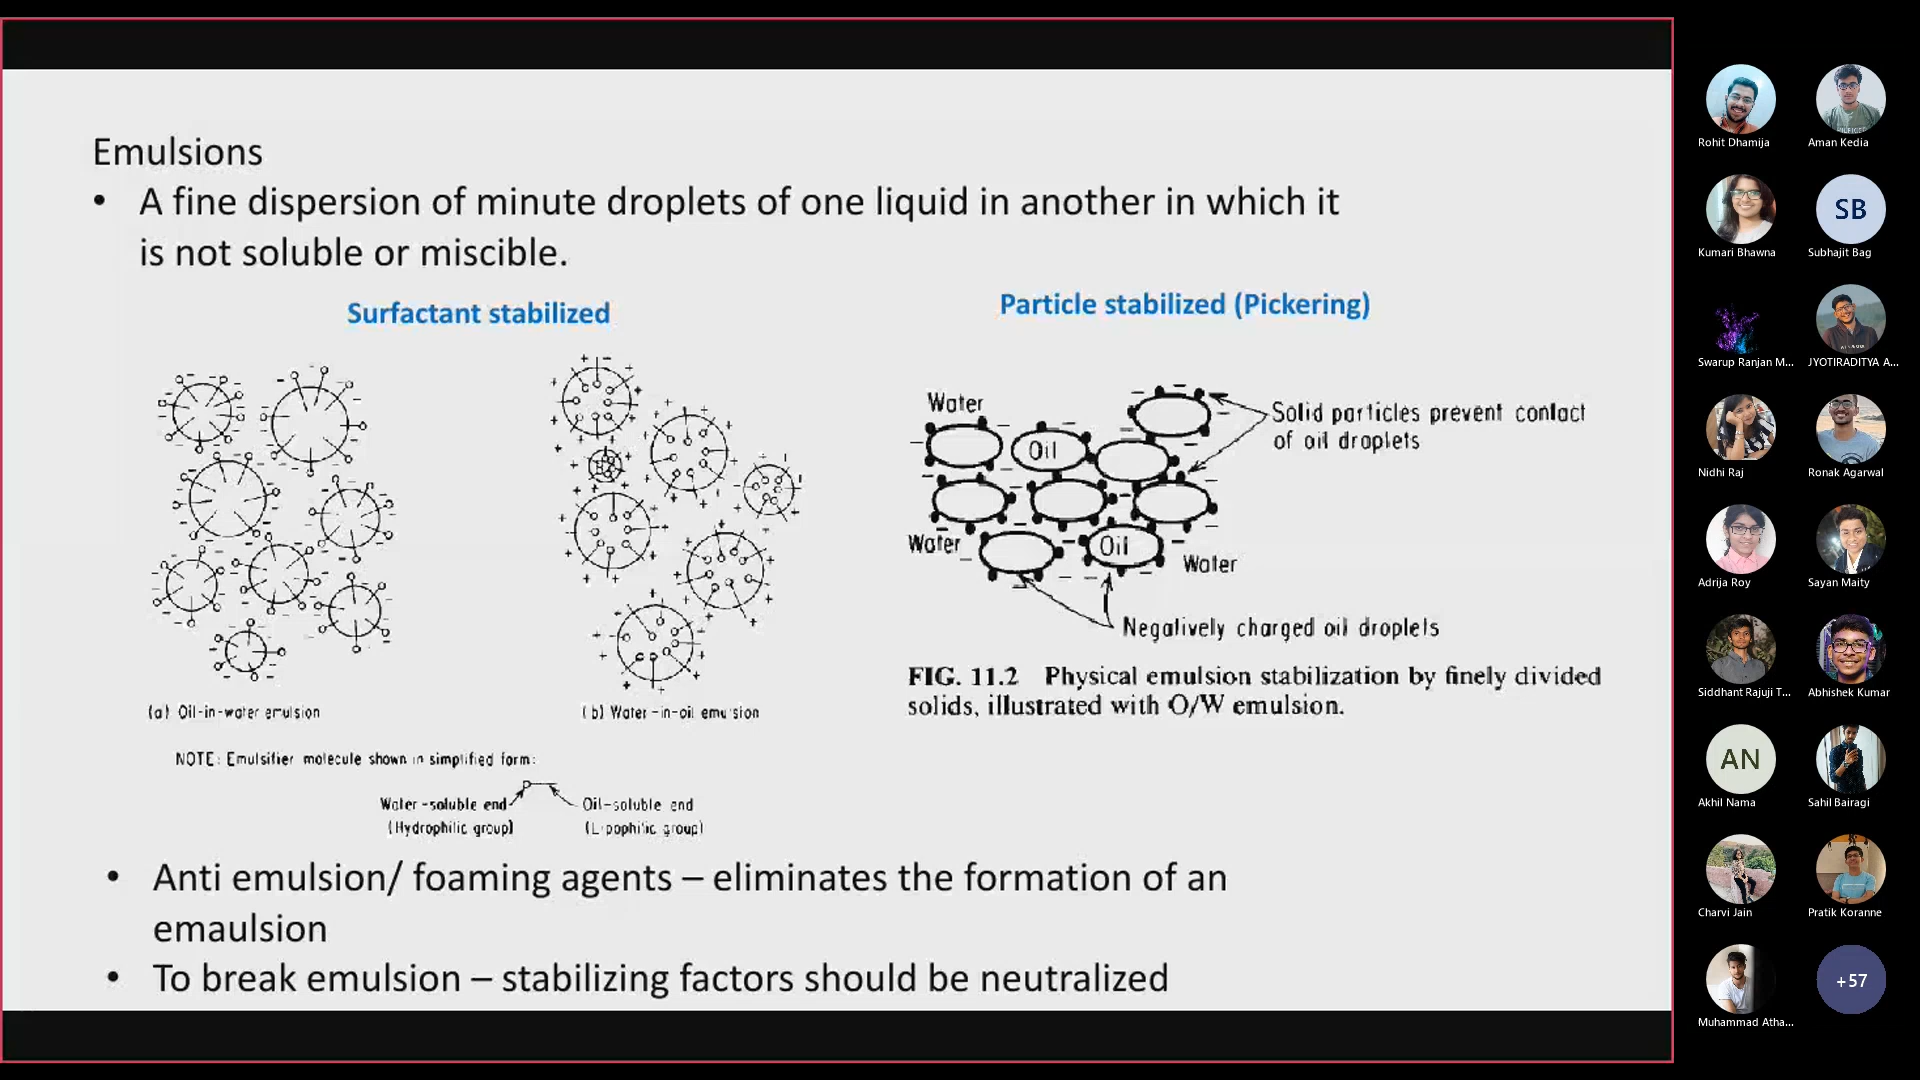 Emulsions
• A fine dispersion of minute droplets of one liquid in another in which it
is not soluble or miscible.
Surfactant stabilized
Particle stabilized (Pickering)
(a) Oil-in-water emulsion
(b) Water-in-oil emulsion
NOTE: Emulsifier molecule shown in simplified form:
Water-soluble end
(Hydrophilic group)
Oil-soluble end
(Lipophilic group)
Water
Oil
Solid particles prevent contact
of oil droplets
Water
Oil
Water
Negatively charged oil droplets
FIG. 11.2 Physical emulsion stabilization by finely divided
solids, illustrated with O/W emulsion.
• Anti emulsion/ foaming agents – eliminates the formation of an
emaulsion
• To break emulsion – stabilizing factors should be neutralized
Rohit Dhamija
Aman Kedia
Kumari Bhawna
SB
Subhajit Bag
Swarup Ranjan M...
JYOTIRADITYA A...
Nidhi Raj
Ronak Agarwal
Adrija Roy
Sayan Maity
Siddhant Rajuji T...
Abhishek Kumar
AN
Akhil Nama
Sahil Bairagi
Charvi Jain
Pratik Koranne
Muhammad Atha...
+57